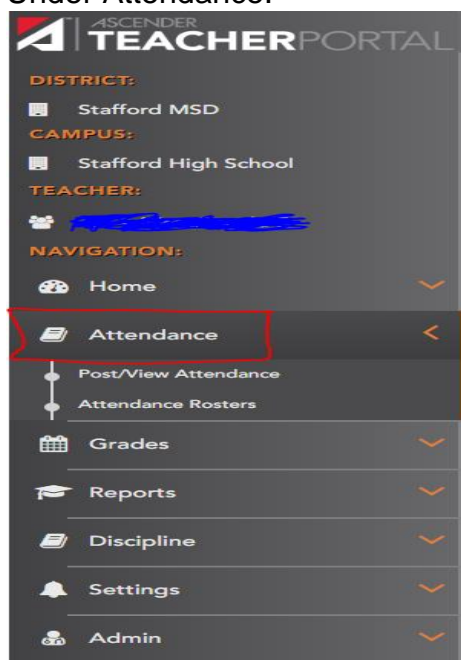 Under Attendance:
ASCENDER
TEACHERPORTAL
DISTRICT:
Stafford MSD
CAMPUS:
Stafford High School
TEACHER:
NAVIGATION:
Home
Attendance
Post/View Attendance
Attendance Rosters
Grades
Reports
Discipline
Settings
Admin